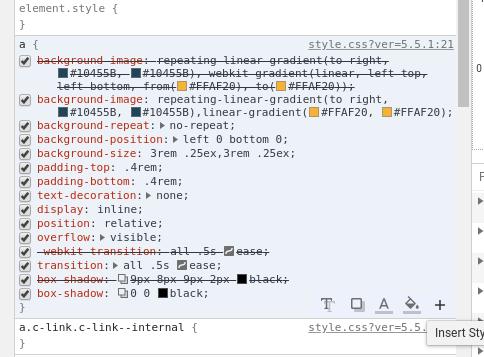 element.style {
}
a {
style.css?ver=5.5.1:21
background-image: repeating-linear-gradient(to right,
#10455B, #10455B),-webkit-gradient(linear, left top,
left bottom, from(#FFAF20), to(#FFAF20));
background-image: repeating-linear-gradient(to right,
#10455B, #10455B),linear-gradient(#FFAF20, #FFAF20);
background-repeat: no-repeat;
background-position: left 0 bottom 0;
background-size: 3rem .25ex,3rem .25ex;
padding-top: .4rem;
padding-bottom: .4rem;
text-decoration: none;
display: inline;
position: relative;
overflow: visible;
-webkit-transition: all .5s ease;
transition: all .5s ease;
box-shadow: 9px 8px 9px 2px black;
box-shadow: 0 0 black;
}
a.c-link.c-link--internal {
style.css?ver=5.5.
}
Insert Sty
0